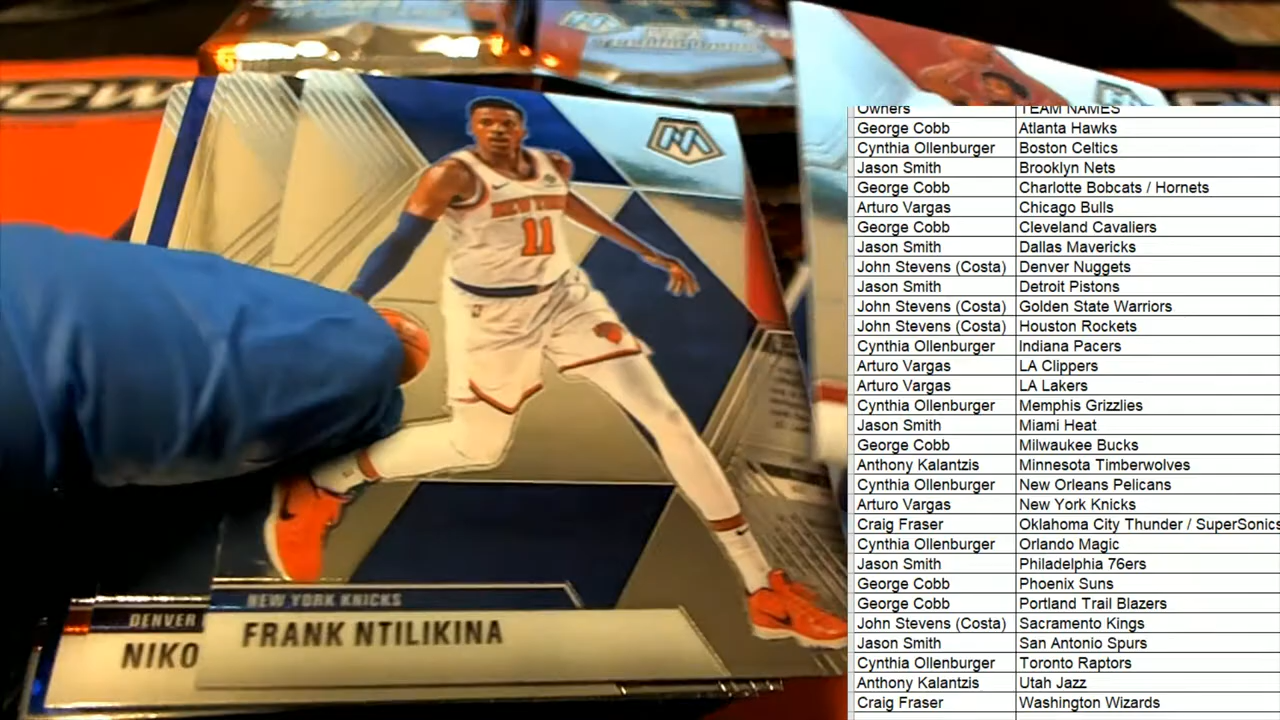 CW
NEW YORK
11
NEW YORK KNICKS
FRANK NTILIKINA
DENVER
NIKO
Owners TEAM NAMES
George Cobb Atlanta Hawks
Cynthia Ollenburger Boston Celtics
Jason Smith Brooklyn Nets
George Cobb Charlotte Bobcats / Hornets
Arturo Vargas Chicago Bulls
George Cobb Cleveland Cavaliers
Jason Smith Dallas Mavericks
John Stevens (Costa) Denver Nuggets
Jason Smith Detroit Pistons
John Stevens (Costa) Golden State Warriors
John Stevens (Costa) Houston Rockets
Cynthia Ollenburger Indiana Pacers
Arturo Vargas LA Clippers
Arturo Vargas LA Lakers
Cynthia Ollenburger Memphis Grizzlies
Jason Smith Miami Heat
George Cobb Milwaukee Bucks
Anthony Kalantzis Minnesota Timberwolves
Cynthia Ollenburger New Orleans Pelicans
Arturo Vargas New York Knicks
Craig Fraser Oklahoma City Thunder / SuperSonics
Cynthia Ollenburger Orlando Magic
Jason Smith Philadelphia 76ers
George Cobb Phoenix Suns
George Cobb Portland Trail Blazers
John Stevens (Costa) Sacramento Kings
Jason Smith San Antonio Spurs
Cynthia Ollenburger Toronto Raptors
Anthony Kalantzis Utah Jazz
Craig Fraser Washington Wizards